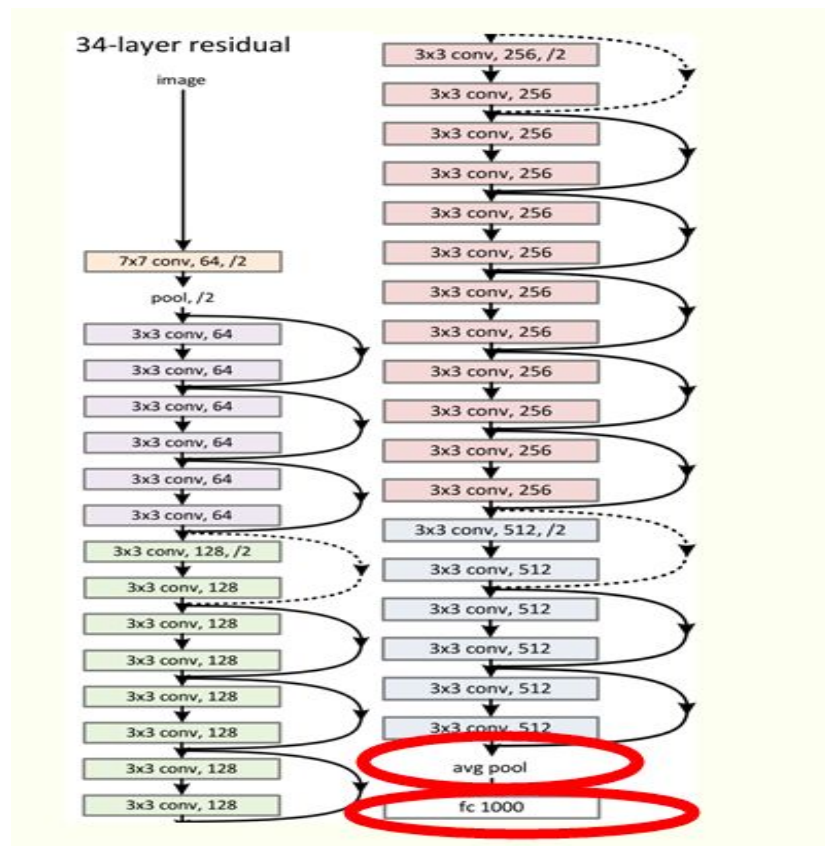 34-layer residual
image
7x7 conv, 64, /2
pool, /2
3x3 conv, 64
3x3 conv, 64
3x3 conv, 64
3x3 conv, 64
3x3 conv, 64
3x3 conv, 64
3x3 conv, 128, /2
3x3 conv, 128
3x3 conv, 128
3x3 conv, 128
3x3 conv, 128
3x3 conv, 128
3x3 conv, 128
3x3 conv, 128
3x3 conv, 256, /2
3x3 conv, 256
3x3 conv, 256
3x3 conv, 256
3x3 conv, 256
3x3 conv, 256
3x3 conv, 256
3x3 conv, 256
3x3 conv, 256
3x3 conv, 256
3x3 conv, 256
3x3 conv, 256
3x3 conv, 512, /2
3x3 conv, 512
3x3 conv, 512
3x3 conv, 512
3x3 conv, 512
3x3 conv, 512
avg pool
fc 1000